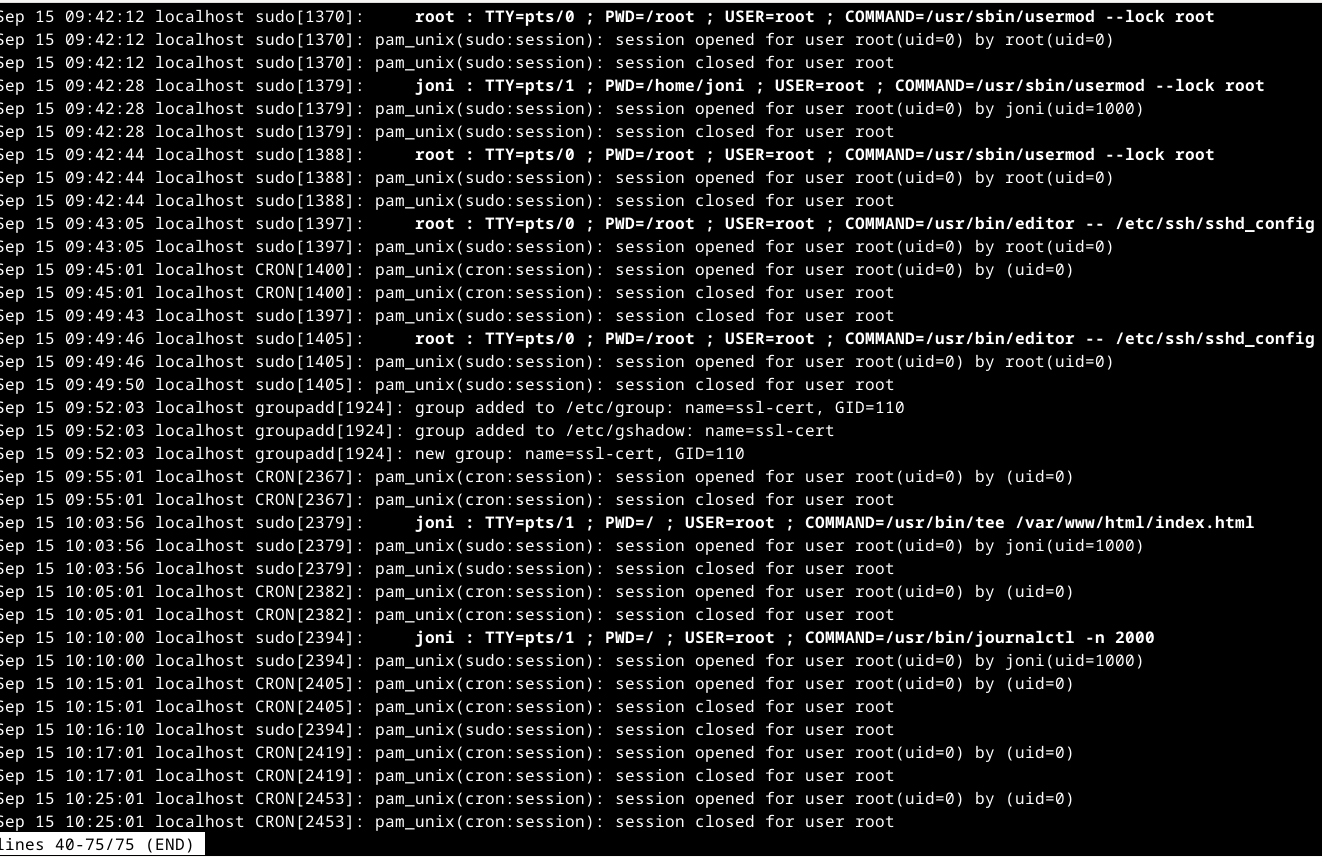 Sep 15 09:42:12 localhost sudo[1370]:     root : TTY=pts/0 ; PWD=/root ; USER=root ; COMMAND=/usr/sbin/usermod --lock root
Sep 15 09:42:12 localhost sudo[1370]: pam_unix(sudo:session): session opened for user root(uid=0) by root(uid=0)
Sep 15 09:42:12 localhost sudo[1370]: pam_unix(sudo:session): session closed for user root
Sep 15 09:42:28 localhost sudo[1379]:     joni : TTY=pts/1 ; PWD=/home/joni ; USER=root ; COMMAND=/usr/sbin/usermod --lock root
Sep 15 09:42:28 localhost sudo[1379]: pam_unix(sudo:session): session opened for user root(uid=0) by joni(uid=1000)
Sep 15 09:42:28 localhost sudo[1379]: pam_unix(sudo:session): session closed for user root
Sep 15 09:42:44 localhost sudo[1388]:     root : TTY=pts/0 ; PWD=/root ; USER=root ; COMMAND=/usr/sbin/usermod --lock root
Sep 15 09:42:44 localhost sudo[1388]: pam_unix(sudo:session): session opened for user root(uid=0) by root(uid=0)
Sep 15 09:42:44 localhost sudo[1388]: pam_unix(sudo:session): session closed for user root
Sep 15 09:43:05 localhost sudo[1397]:     root : TTY=pts/0 ; PWD=/root ; USER=root ; COMMAND=/usr/bin/editor -- /etc/ssh/sshd_config
Sep 15 09:43:05 localhost sudo[1397]: pam_unix(sudo:session): session opened for user root(uid=0) by root(uid=0)
Sep 15 09:45:01 localhost CRON[1400]: pam_unix(cron:session): session opened for user root(uid=0) by (uid=0)
Sep 15 09:45:01 localhost CRON[1400]: pam_unix(cron:session): session closed for user root
Sep 15 09:49:43 localhost sudo[1397]: pam_unix(sudo:session): session closed for user root
Sep 15 09:49:46 localhost sudo[1405]:     root : TTY=pts/0 ; PWD=/root ; USER=root ; COMMAND=/usr/bin/editor -- /etc/ssh/sshd_config
Sep 15 09:49:46 localhost sudo[1405]: pam_unix(sudo:session): session opened for user root(uid=0) by root(uid=0)
Sep 15 09:49:50 localhost sudo[1405]: pam_unix(sudo:session): session closed for user root
Sep 15 09:52:03 localhost groupadd[1924]: group added to /etc/group: name=ssl-cert, GID=110
Sep 15 09:52:03 localhost groupadd[1924]: group added to /etc/gshadow: name=ssl-cert
Sep 15 09:52:03 localhost groupadd[1924]: new group: name=ssl-cert, GID=110
Sep 15 09:55:01 localhost CRON[2367]: pam_unix(cron:session): session opened for user root(uid=0) by (uid=0)
Sep 15 09:55:01 localhost CRON[2367]: pam_unix(cron:session): session closed for user root
Sep 15 10:03:56 localhost sudo[2379]:     joni : TTY=pts/1 ; PWD=/ ; USER=root ; COMMAND=/usr/bin/tee /var/www/html/index.html
Sep 15 10:03:56 localhost sudo[2379]: pam_unix(sudo:session): session opened for user root(uid=0) by joni(uid=1000)
Sep 15 10:03:56 localhost sudo[2379]: pam_unix(sudo:session): session closed for user root
Sep 15 10:05:01 localhost CRON[2382]: pam_unix(cron:session): session opened for user root(uid=0) by (uid=0)
Sep 15 10:05:01 localhost CRON[2382]: pam_unix(cron:session): session closed for user root
Sep 15 10:10:00 localhost sudo[2394]:     joni : TTY=pts/1 ; PWD=/ ; USER=root ; COMMAND=/usr/bin/journalctl -n 2000
Sep 15 10:10:00 localhost sudo[2394]: pam_unix(sudo:session): session opened for user root(uid=0) by joni(uid=1000)
Sep 15 10:15:01 localhost CRON[2405]: pam_unix(cron:session): session opened for user root(uid=0) by (uid=0)
Sep 15 10:15:01 localhost CRON[2405]: pam_unix(cron:session): session closed for user root
Sep 15 10:16:10 localhost sudo[2394]: pam_unix(sudo:session): session closed for user root
Sep 15 10:17:01 localhost CRON[2419]: pam_unix(cron:session): session opened for user root(uid=0) by (uid=0)
Sep 15 10:17:01 localhost CRON[2419]: pam_unix(cron:session): session closed for user root
Sep 15 10:25:01 localhost CRON[2453]: pam_unix(cron:session): session opened for user root(uid=0) by (uid=0)
Sep 15 10:25:01 localhost CRON[2453]: pam_unix(cron:session): session closed for user root
lines 40-75/75 (END)